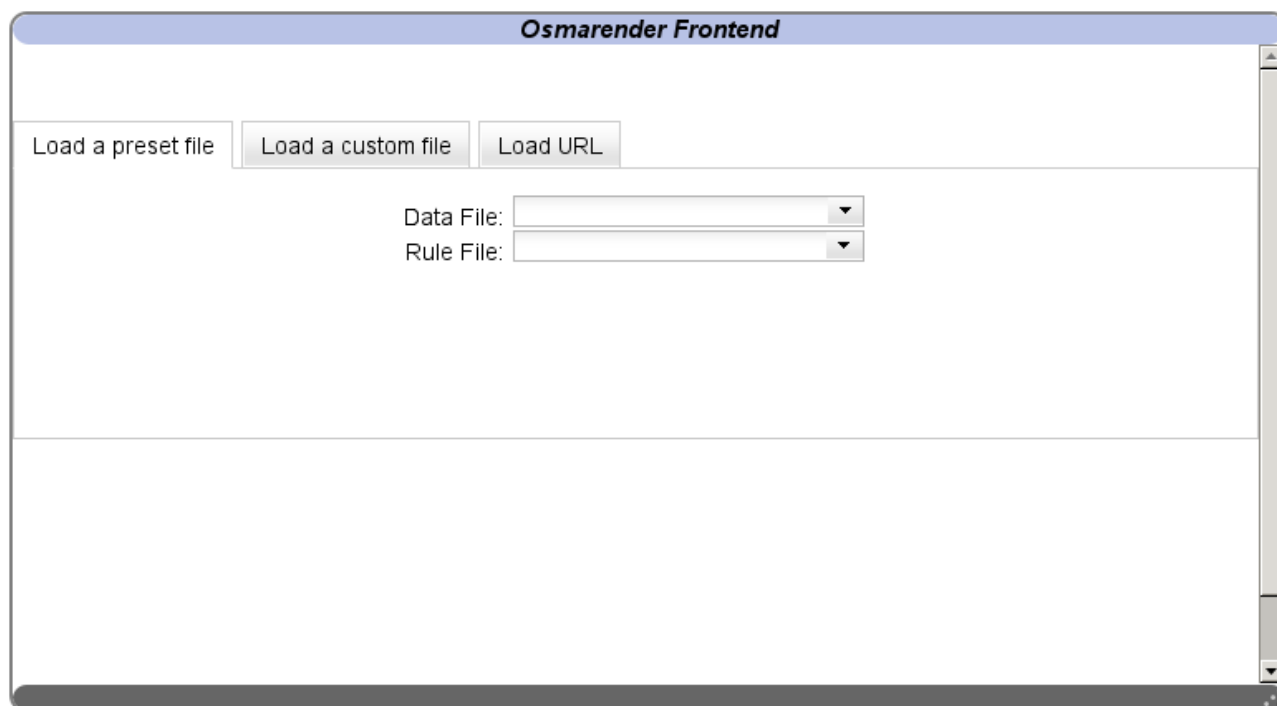 Osmarender Frontend
Load a preset file Load a custom file Load URL
Data File:
Rule File: